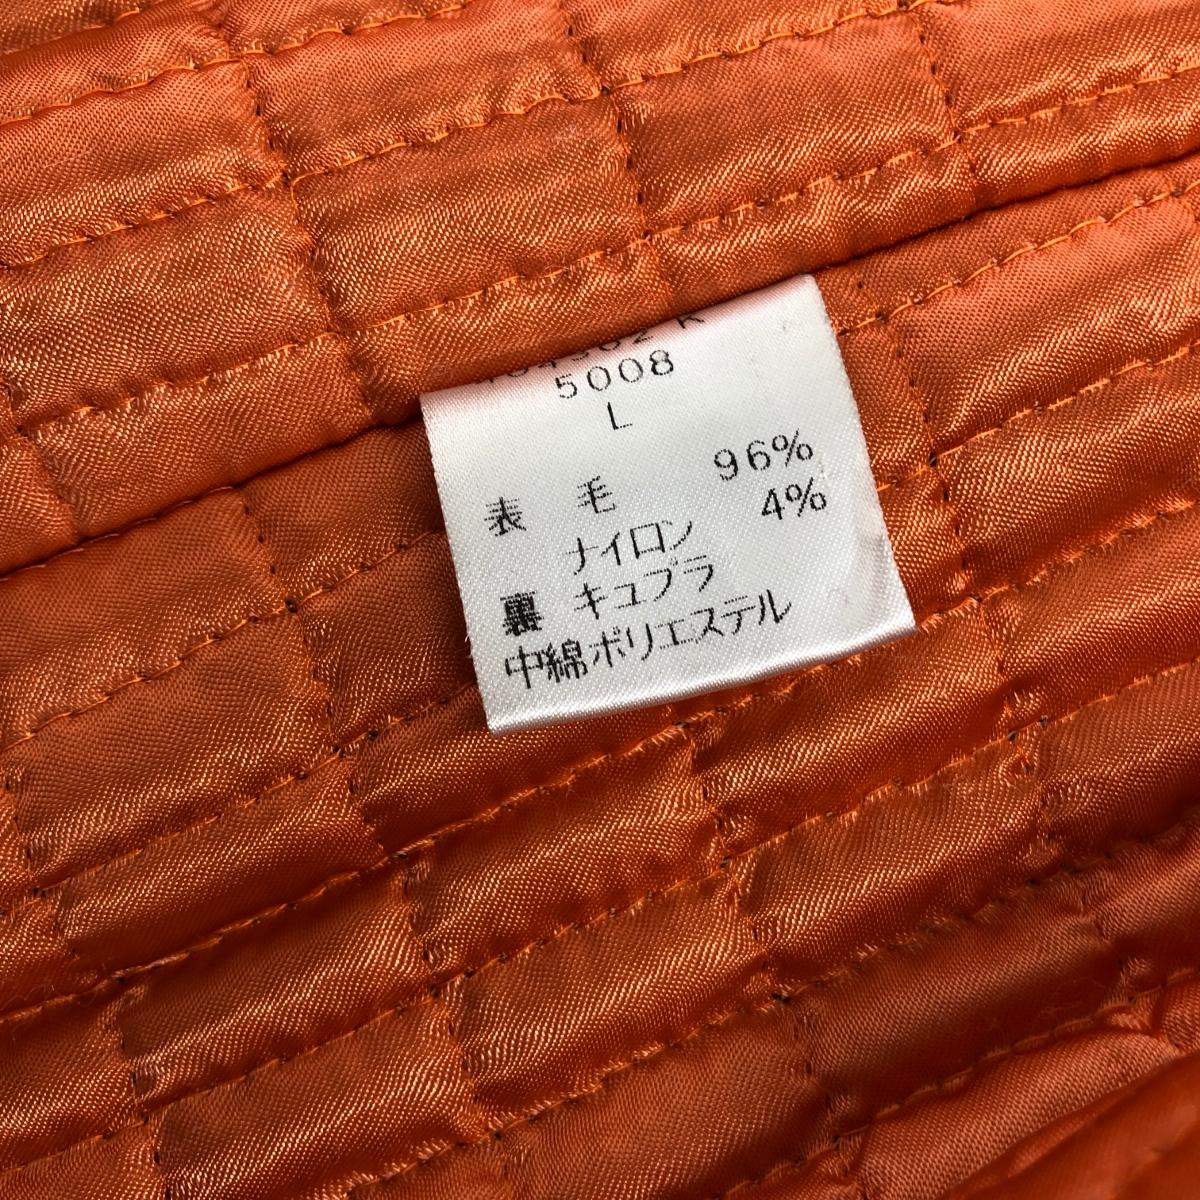 5008
L
表 毛 96%
ナイロン 4%
裏 キュプラ
中綿ポリエステル